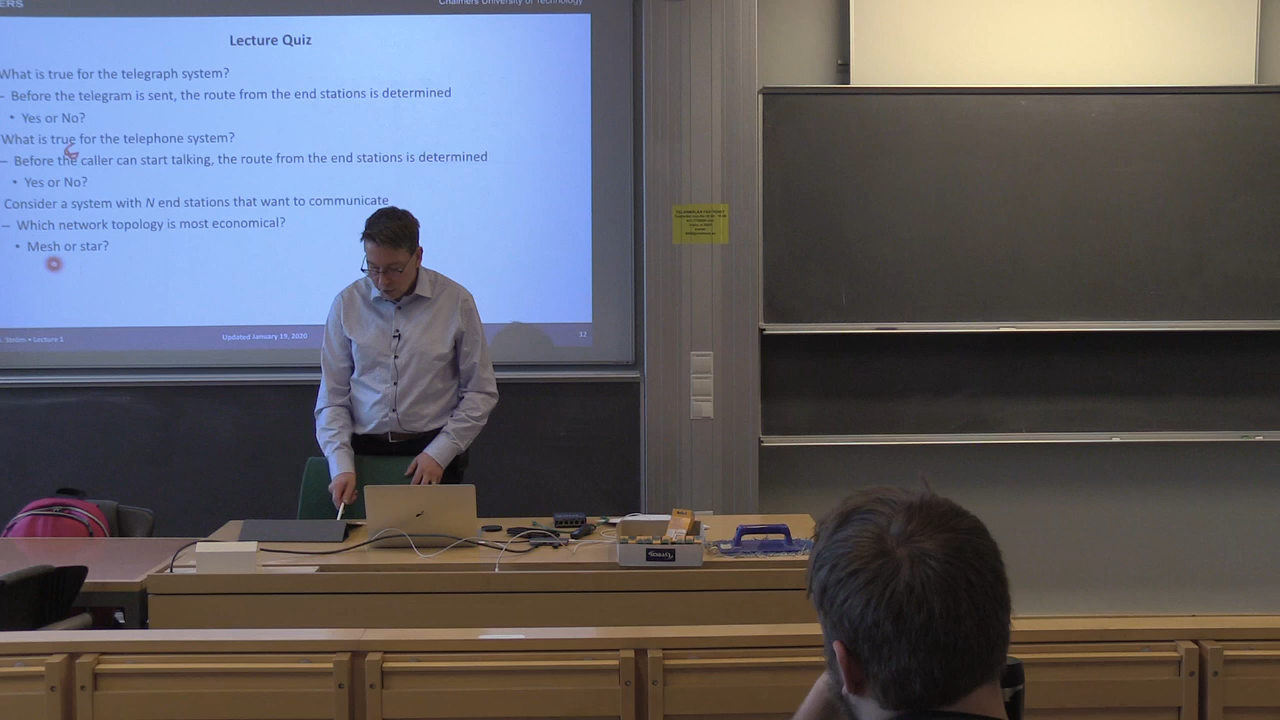 ERS
Chalmers University of Technology
Lecture Quiz
What is true for the telegraph system?
– Before the telegram is sent, the route from the end stations is determined
• Yes or No?
What is true for the telephone system?
– Before the caller can start talking, the route from the end stations is determined
• Yes or No?
Consider a system with N end stations that want to communicate
– Which network topology is most economical?
• Mesh or star?
Ström • Lecture 1
Updated January 19, 2020
12